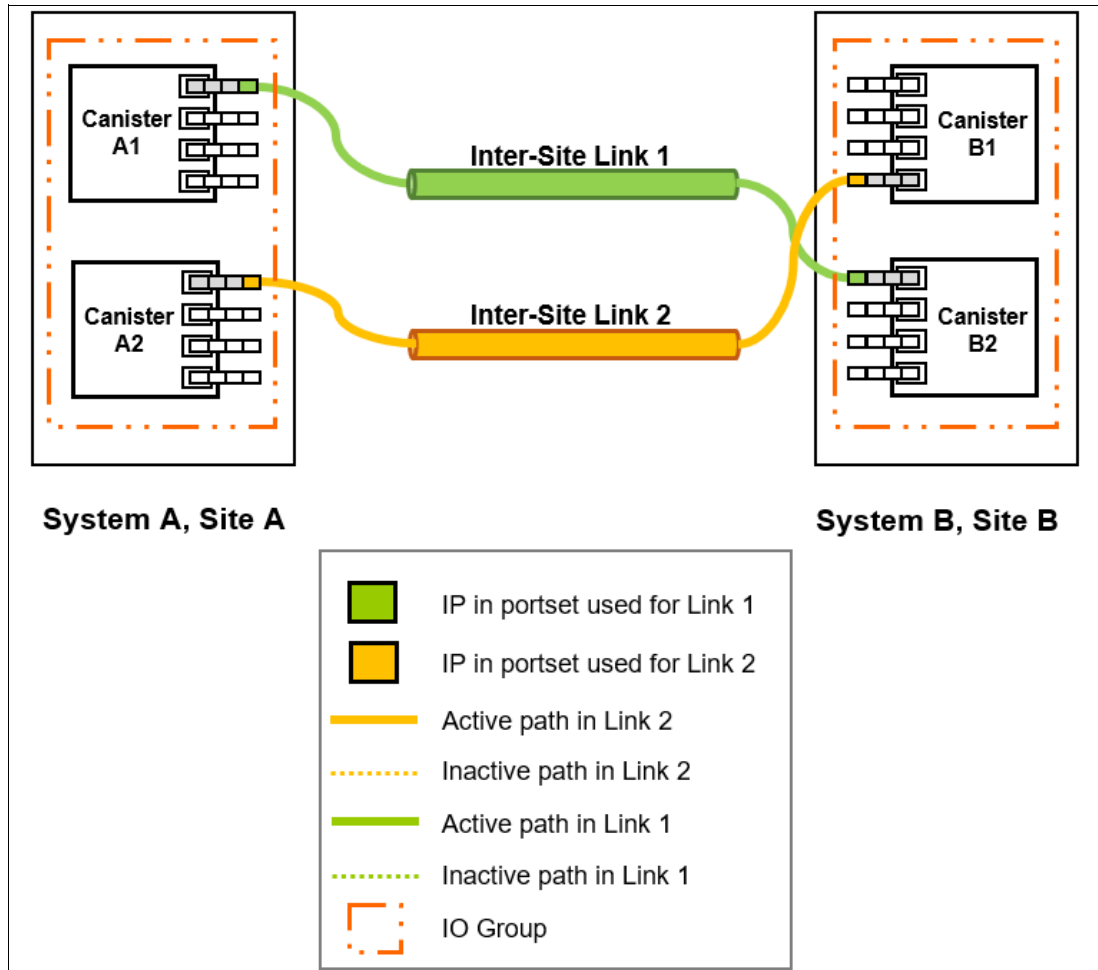 Canister
A1
Canister
B1
Inter-Site Link 1
Canister
A2
Canister
B2
Inter-Site Link 2
System A, Site A
System B, Site B
IP in portset used for Link 1
IP in portset used for Link 2
Active path in Link 2
Inactive path in Link 2
Active path in Link 1
Inactive path in Link 1
IO Group